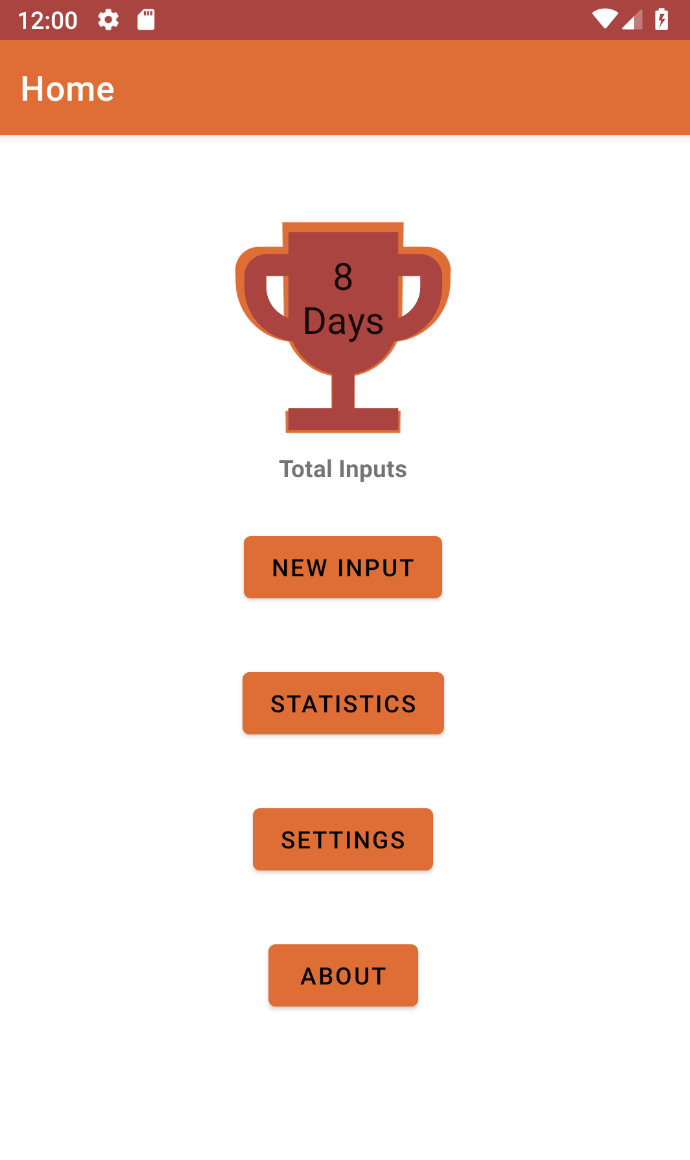 12:00
Home
8
Days
Total Inputs
NEW INPUT
STATISTICS
SETTINGS
ABOUT